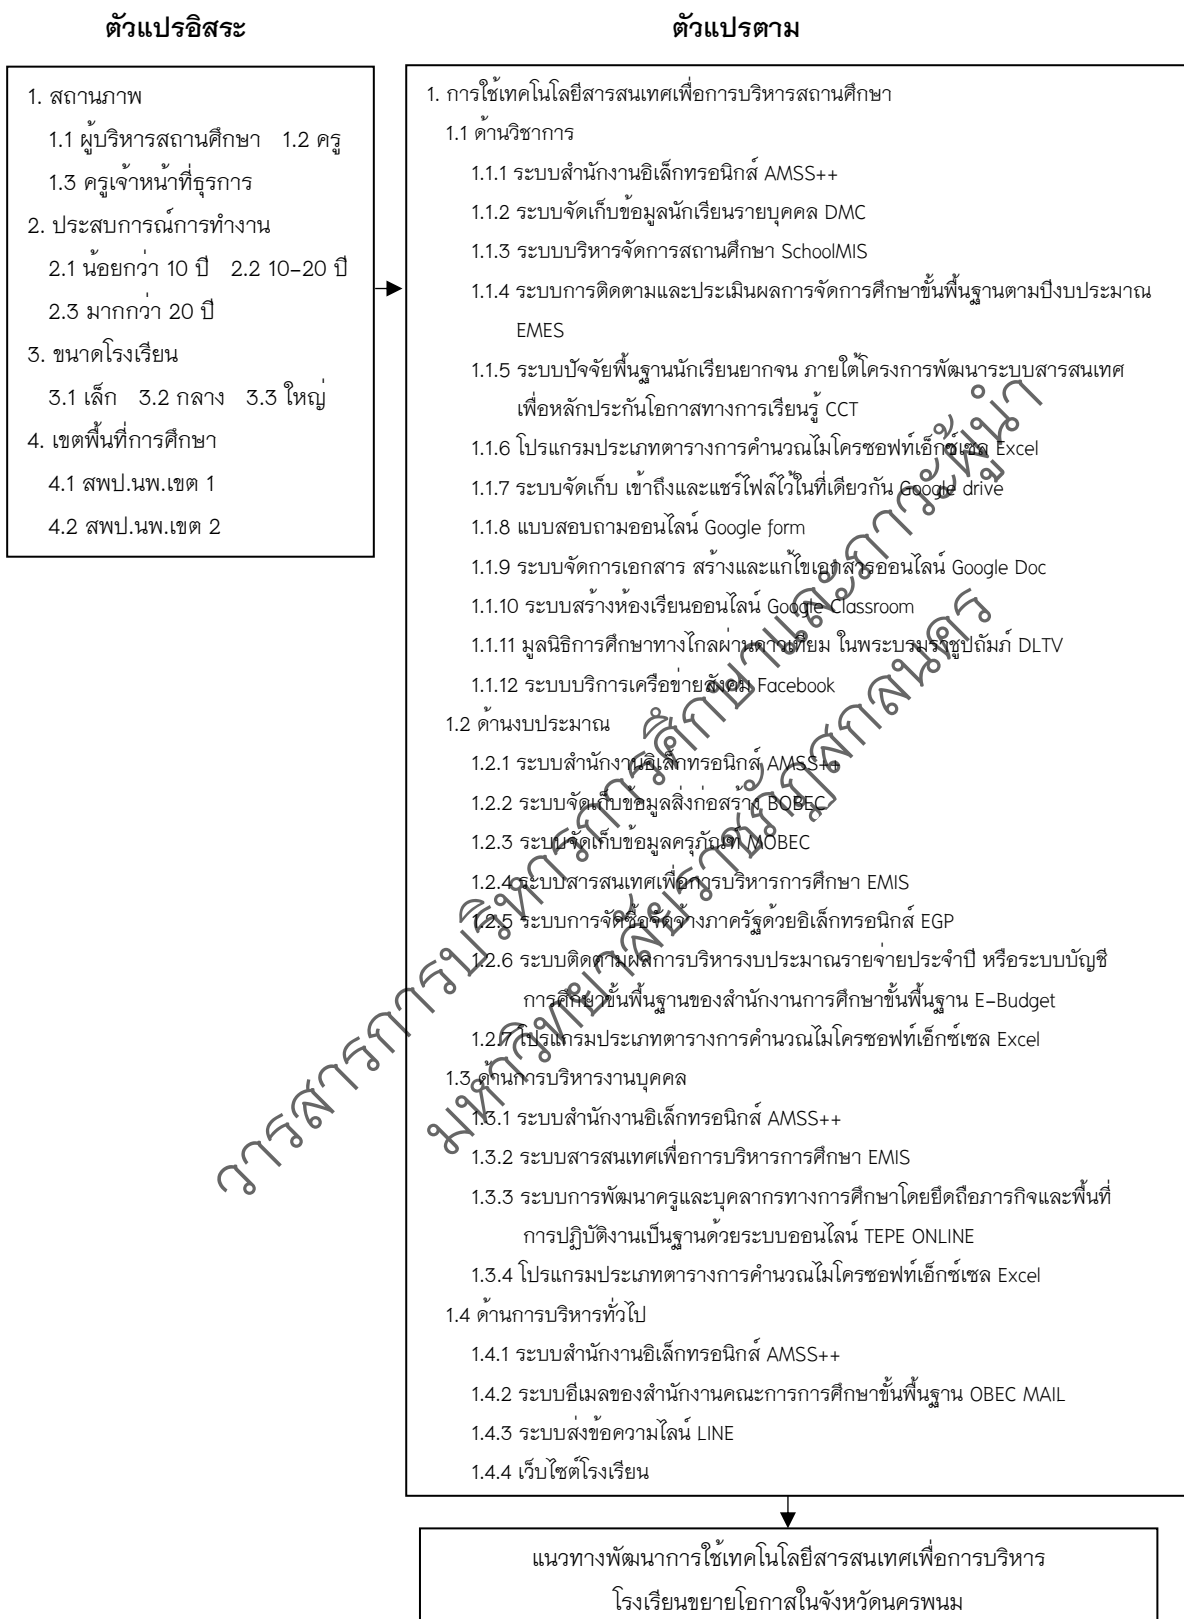 ตัวแปรอิสระ
1. สถานภาพ
1.1 ผู้บริหารสถานศึกษา 1.2 ครู
1.3 ครูเจ้าหน้าที่ธุรการ
2. ประสบการณ์การทำงาน
2.1 น้อยกว่า 10 ปี 2.2 10-20 ปี
2.3 มากกว่า 20 ปี
3. ขนาดโรงเรียน
3.1 เล็ก 3.2 กลาง 3.3 ใหญ่
4. เขตพื้นที่การศึกษา
4.1 สพป.นพ.เขต 1
4.2 สพป.นพ.เขต 2
ตัวแปรตาม
1. การใช้เทคโนโลยีสารสนเทศเพื่อการบริหารสถานศึกษา
1.1 ด้านวิชาการ
1.1.1 ระบบสำนักงานอิเล็กทรอนิกส์ AMSS++
1.1.2 ระบบจัดเก็บข้อมูลนักเรียนรายบุคคล DMC
1.1.3 ระบบบริหารจัดการสถานศึกษา SchoolMIS
1.1.4 ระบบการติดตามและประเมินผลการจัดการศึกษาขั้นพื้นฐานตามปีงบประมาณ
EMES
1.1.5 ระบบปัจจัยพื้นฐานนักเรียนยากจน ภายใต้โครงการพัฒนาระบบสารสนเทศ
เพื่อหลักประกันโอกาสทางการเรียนรู้ CCT
1.1.6 โปรแกรมประเภทตารางการคำนวณไมโครซอฟท์เอ็กซ์เซล Excel
1.1.7 ระบบจัดเก็บ เข้าถึงและแชร์ไฟล์ไว้ในที่เดียวกัน Google drive
1.1.8 แบบสอบถามออนไลน์ Google form
1.1.9 ระบบจัดการเอกสาร สร้างและแก้ไขเอกสารออนไลน์ Google Doc
1.1.10 ระบบสร้างห้องเรียนออนไลน์ Google Classroom
1.1.11 มูลนิธิการศึกษาทางไกลผ่านดาวเทียม ในพระบรมราชูปถัมภ์ DLTV
1.1.12 ระบบบริการเครือข่ายสังคม Facebook
1.2 ด้านงบประมาณ
1.2.1 ระบบสำนักงานอิเล็กทรอนิกส์ AMSS++
1.2.2 ระบบจัดเก็บข้อมูลสิ่งก่อสร้าง BOBEC
1.2.3 ระบบจัดเก็บข้อมูลครุภัณฑ์ MOBEC
1.2.4 ระบบสารสนเทศเพื่อการบริหารการศึกษา EMIS
1.2.5 ระบบการจัดซื้อจัดจ้างภาครัฐด้วยอิเล็กทรอนิกส์ EGP
1.2.6 ระบบติดตามผลการบริหารงบประมาณรายจ่ายประจำปี หรือระบบบัญชี
การศึกษาขั้นพื้นฐานของสำนักงานการศึกษาขั้นพื้นฐาน E-Budget
1.2.7 โปรแกรมประเภทตารางการคำนวณไมโครซอฟท์เอ็กซ์เซล Excel
1.3 ด้านการบริหารงานบุคคล
1.3.1 ระบบสำนักงานอิเล็กทรอนิกส์ AMSS++
1.3.2 ระบบสารสนเทศเพื่อการบริหารการศึกษา EMIS
1.3.3 ระบบการพัฒนาครูและบุคลากรทางการศึกษาโดยยึดถือภารกิจและพื้นที่
การปฏิบัติงานเป็นฐานด้วยระบบออนไลน์ TEPE ONLINE
1.3.4 โปรแกรมประเภทตารางการคำนวณไมโครซอฟท์เอ็กซ์เซล Excel
1.4 ด้านการบริหารทั่วไป
1.4.1 ระบบสำนักงานอิเล็กทรอนิกส์ AMSS++
1.4.2 ระบบอีเมลของสำนักงานคณะการการศึกษาขั้นพื้นฐาน OBEC MAIL
1.4.3 ระบบส่งข้อความไลน์ LINE
1.4.4 เว็บไซต์โรงเรียน
แนวทางพัฒนาการใช้เทคโนโลยีสารสนเทศเพื่อการบริหาร
โรงเรียนขยายโอกาสในจังหวัดนครพนม
วารสารการบริหารการศึกษาและภาวะผู้นำ
มหาวิทยาลัยราชภัฏสกลนคร